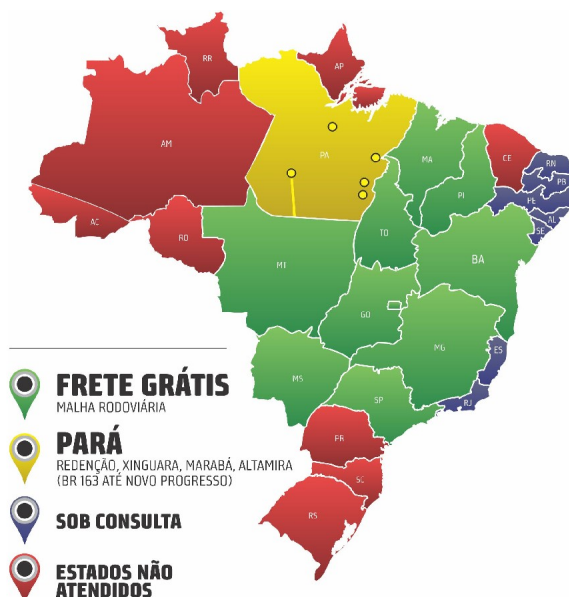 RR
AP
AM
PA
MA
CE
RN
PB
PI
PE
AL
SE
AC
RO
TO
BA
MT
GO
MG
ES
MS
SP
RJ
PR
SC
RS
FRETE GRÁTIS
MALHA RODOVIÁRIA
PARÁ
REDENÇÃO, XINGUARA, MARABÁ, ALTAMIRA
(BR 163 ATÉ NOVO PROGRESSO)
SOB CONSULTA
ESTADOS NÃO
ATENDIDOS